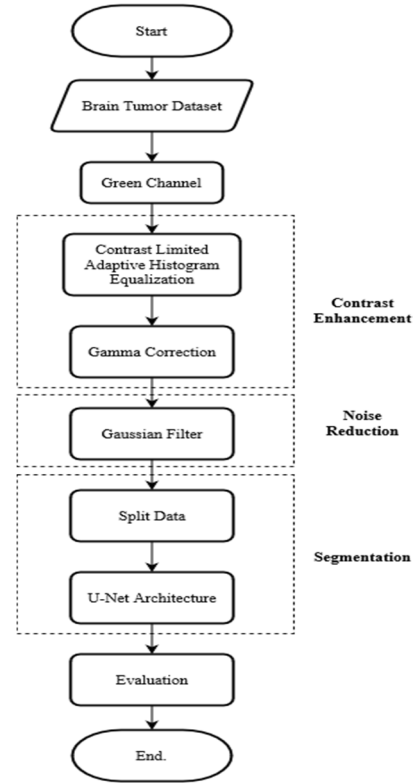 Start
Brain Tumor Dataset
Green Channel
Contrast Limited
Adaptive Histogram
Equalization
Contrast
Enhancement
Gamma Correction
Gaussian Filter
Noise
Reduction
Split Data
Segmentation
U-Net Architecture
Evaluation
End.